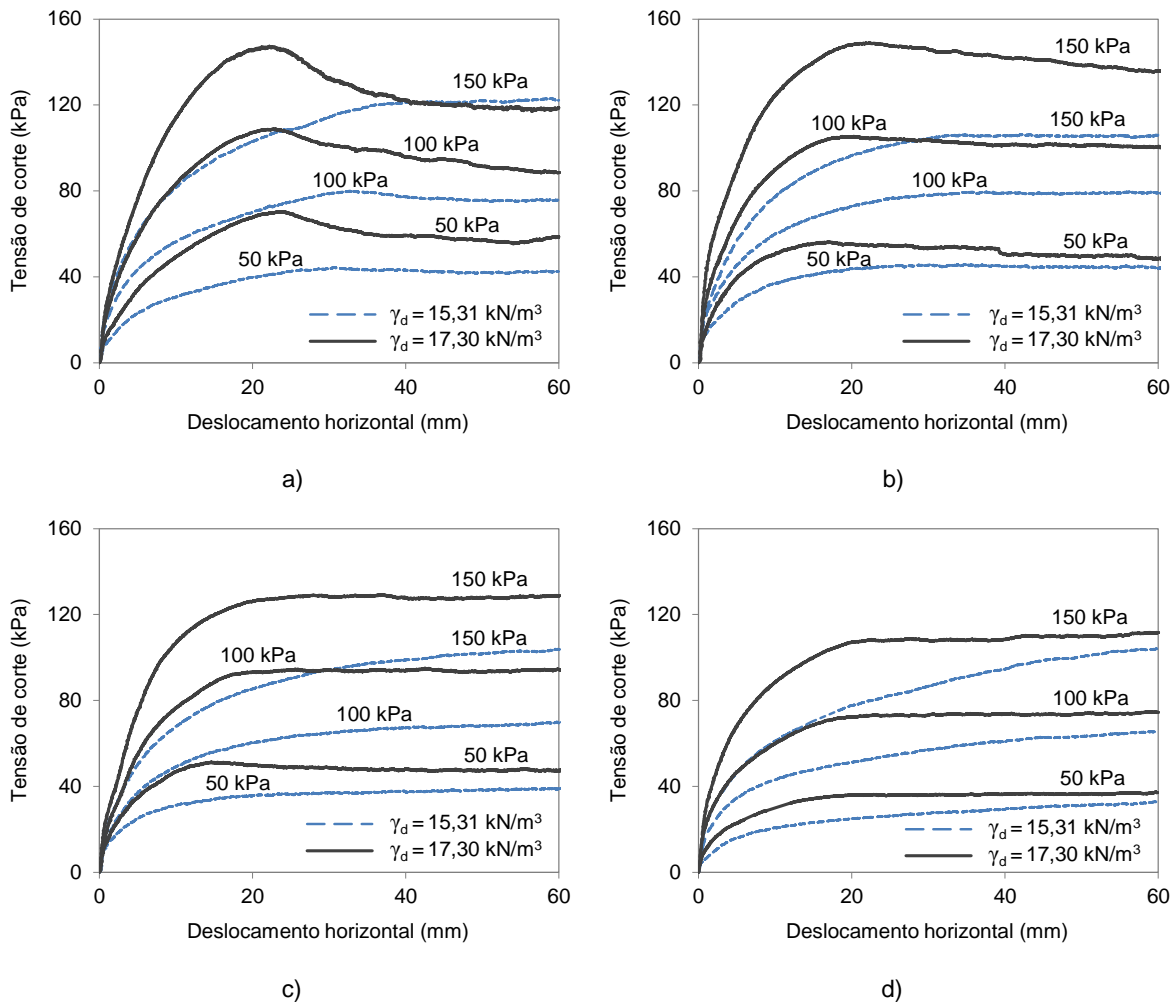 160
120
80
40
0
Tensão de corte (kPa)
150 kPa
100 kPa
100 kPa
50 kPa
50 kPa
150 kPa
γd = 15,31 kN/m³
γd = 17,30 kN/m³
0 20 40 60
Deslocamento horizontal (mm)
a)
160
120
80
40
0
Tensão de corte (kPa)
150 kPa
150 kPa
100 kPa
100 kPa
50 kPa
50 kPa
γd = 15,31 kN/m³
γd = 17,30 kN/m³
0 20 40 60
Deslocamento horizontal (mm)
b)
160
120
80
40
0
Tensão de corte (kPa)
150 kPa
150 kPa
100 kPa
100 kPa
50 kPa
50 kPa
γd = 15,31 kN/m³
γd = 17,30 kN/m³
0 20 40 60
Deslocamento horizontal (mm)
c)
160
120
80
40
0
Tensão de corte (kPa)
150 kPa
100 kPa
50 kPa
γd = 15,31 kN/m³
γd = 17,30 kN/m³
0 20 40 60
Deslocamento horizontal (mm)
d)